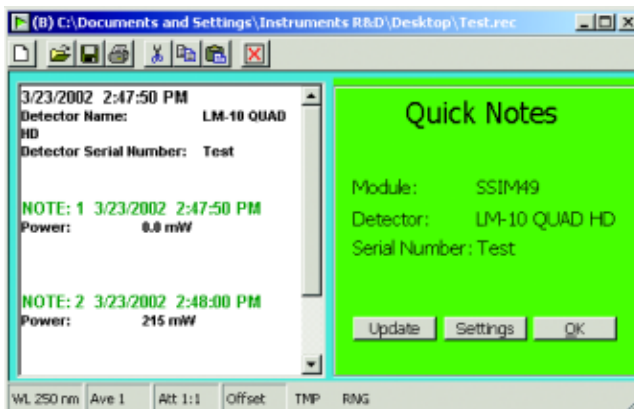 (B) C:\Documents and Settings\Instruments R&D\Desktop\Test.rec
3/23/2002 2:47:50 PM
Detector Name: LM-10 QUAD
HD
Detector Serial Number: Test
NOTE: 1 3/23/2002 2:47:50 PM
Power: 0.0 mW
NOTE: 2 3/23/2002 2:48:00 PM
Power: 215 mW
Quick Notes
Module: SSIM49
Detector: LM-10 QUAD HD
Serial Number: Test
Update Settings OK
WL 250 nm Ave 1 Att 1:1 Offset TMP RNG